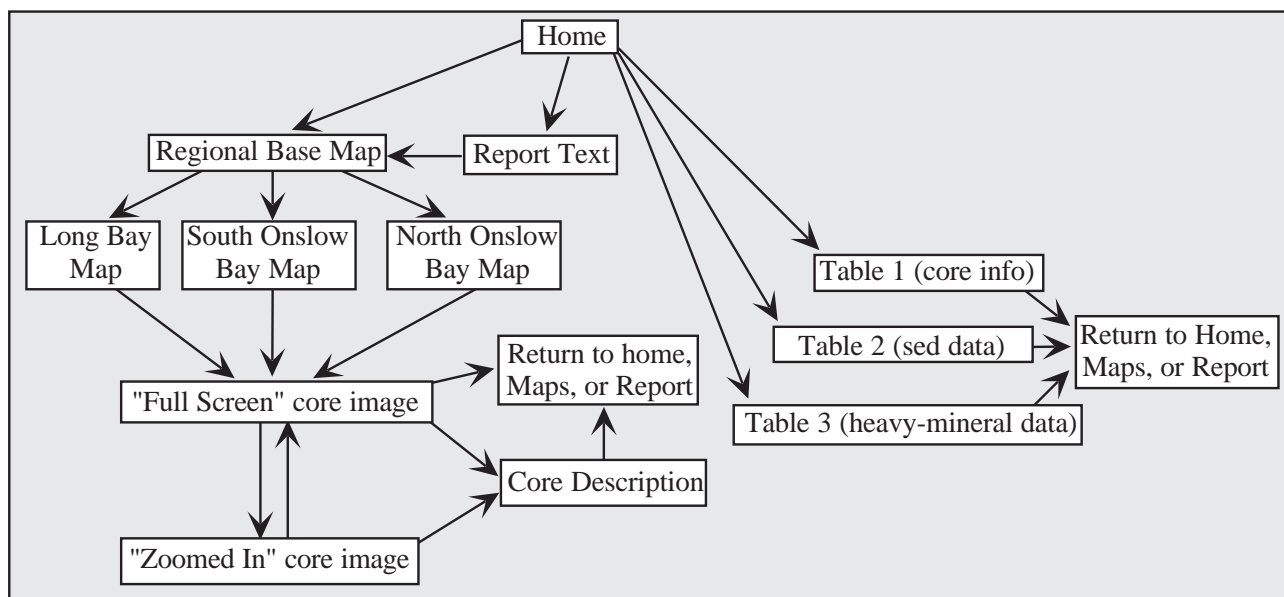 Home
Regional Base Map
Report Text
Long Bay
Map
South Onslow
Bay Map
North Onslow
Bay Map
Table 1 (core info)
Table 2 (sed data)
Return to Home,
Maps, or Report
Return to home,
Maps, or Report
"Full Screen" core image
Table 3 (heavy-mineral data)
Core Description
"Zoomed In" core image